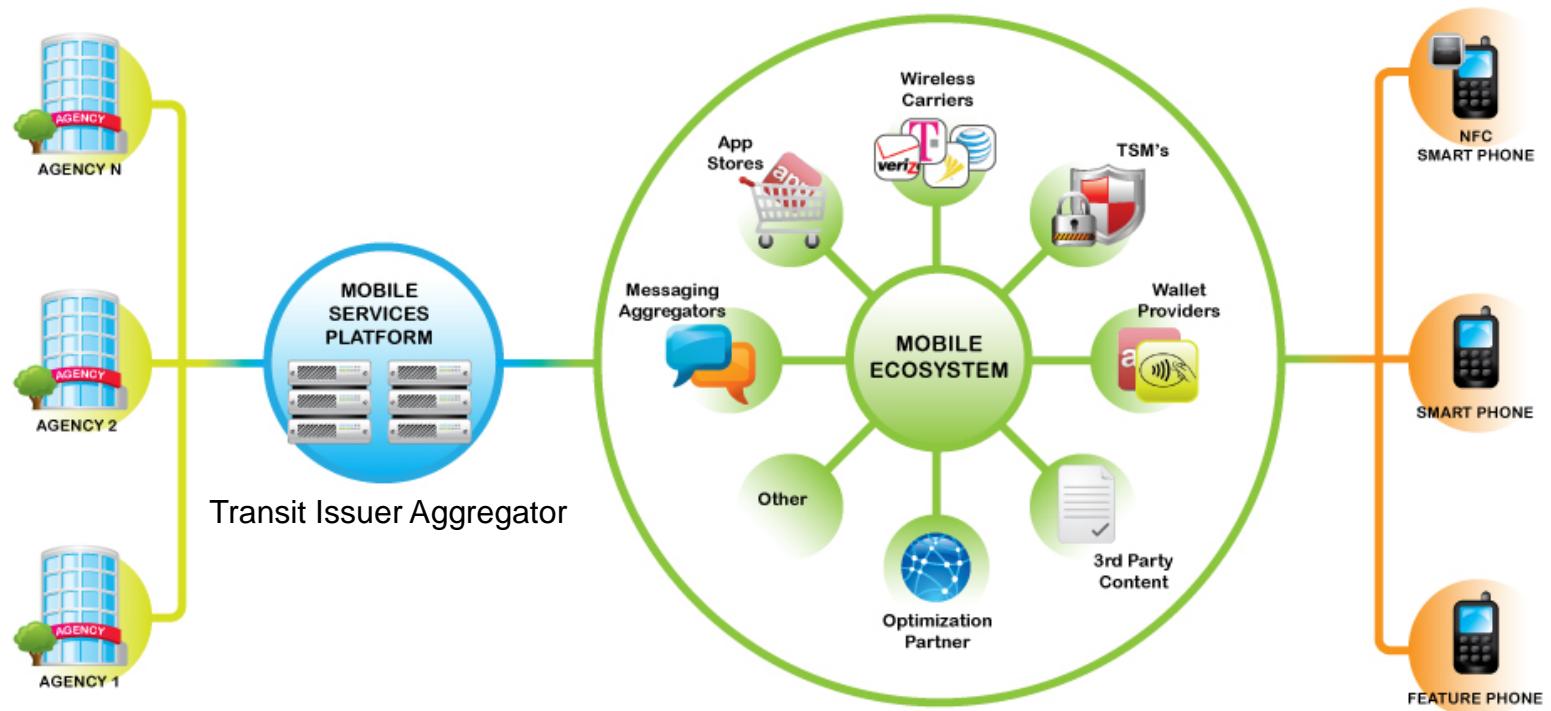 AGENCY
AGENCY N
AGENCY
AGENCY 2
AGENCY
AGENCY 1
MOBILE
SERVICES
PLATFORM
Transit Issuer Aggregator
Wireless
Carriers
T
App
Stores
TSM's
Messaging
Aggregators
MOBILE
ECOSYSTEM
Wallet
Providers
Other
Optimization
Partner
3rd Party
Content
NFC
SMART PHONE
SMART PHONE
FEATURE PHONE